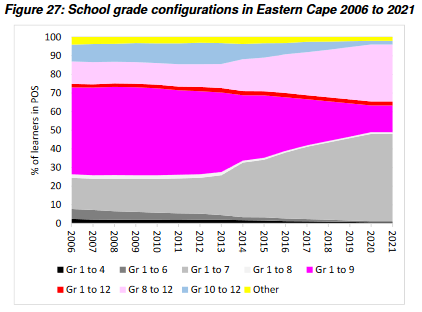 Figure 27: School grade configurations in Eastern Cape 2006 to 2021
% of learners in POS
100
90
80
70
60
50
40
30
20
10
0
2006 2007 2008 2009 2010 2011 2012 2013 2014 2015 2016 2017 2018 2019 2020 2021
Gr 1 to 4 Gr 1 to 6 Gr 1 to 7 Gr 1 to 8 Gr 1 to 9
Gr 1 to 12 Gr 8 to 12 Gr 10 to 12 Other